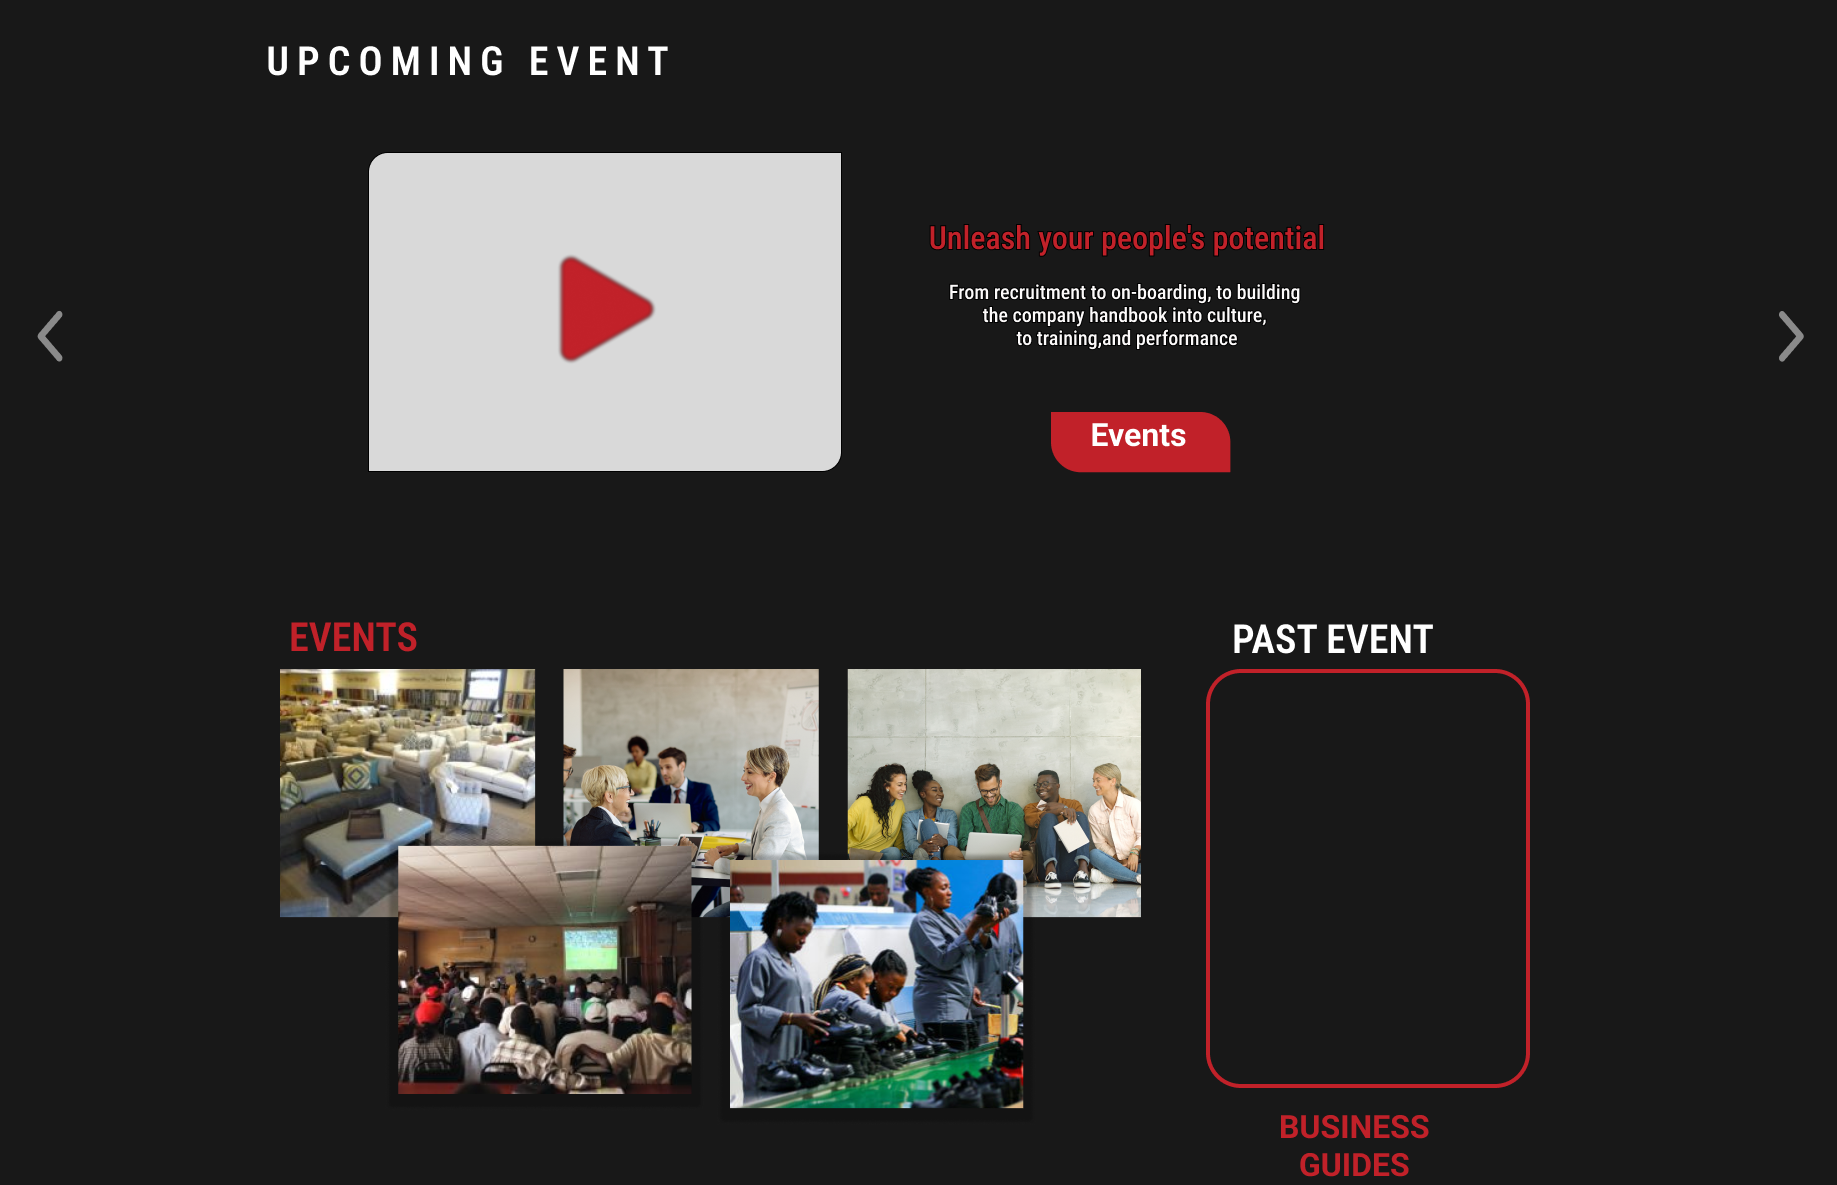 UPCOMING EVENT
Unleash your people's potential
From recruitment to on-boarding, to building
the company handbook into culture,
to training,and performance
Events
EVENTS
PAST EVENT
BUSINESS
GUIDES